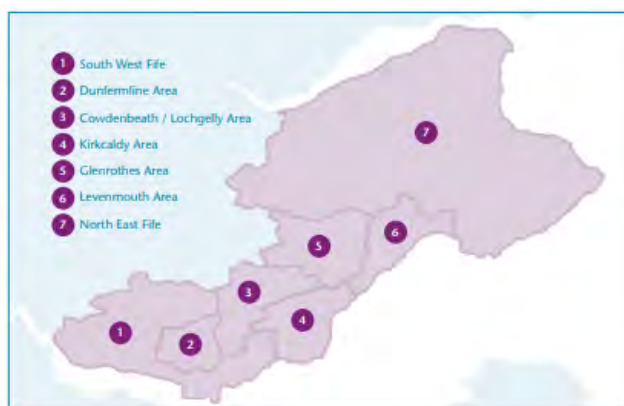 1 South West Fife
2 Dunfermline Area
3 Cowdenbeath / Lochgelly Area
4 Kirkcaldy Area
5 Glenrothes Area
6 Levenmouth Area
7 North East Fife
7
6
5
3
4
1
2